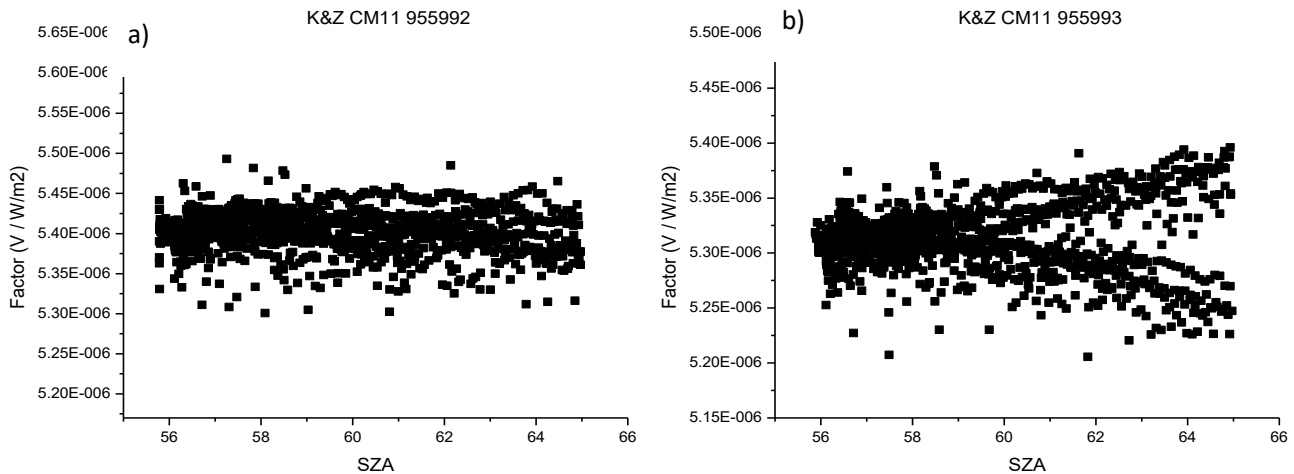 a)
K&Z CM11 955992
5.65E-006
5.60E-006
5.55E-006
5.50E-006
5.45E-006
5.40E-006
5.35E-006
5.30E-006
5.25E-006
5.20E-006
Factor (V / W/m2)
56 58 60 62 64 66
SZA
b)
K&Z CM11 955993
5.50E-006
5.45E-006
5.40E-006
5.35E-006
5.30E-006
5.25E-006
5.20E-006
5.15E-006
Factor (V / W/m2)
56 58 60 62 64 66
SZA